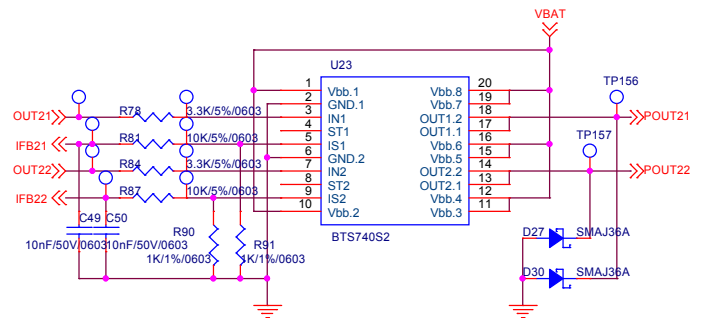 VBAT
U23
1 Vbb.1 Vbb.8 20
2 GND.1 Vbb.7 19
OUT21 R78 3.3K/5%/0603 3 IN1 OUT1.2 18 TP156 POUT21
4 ST1 OUT1.1 17
IFB21 R81 10K/5%/0603 5 IS1 Vbb.6 16
6 GND.2 Vbb.5 15 TP157
OUT22 R84 3.3K/5%/0603 7 IN2 OUT2.2 14 POUT22
8 ST2 OUT2.1 13
IFB22 R87 10K/5%/0603 9 IS2 Vbb.4 12
10 Vbb.2 Vbb.3 11
BTS740S2
C49 C50
10nF/50V/0603 10nF/50V/0603
R90 R91
1K/1%/0603 1K/1%/0603
D27 SMAJ36A
D30 SMAJ36A